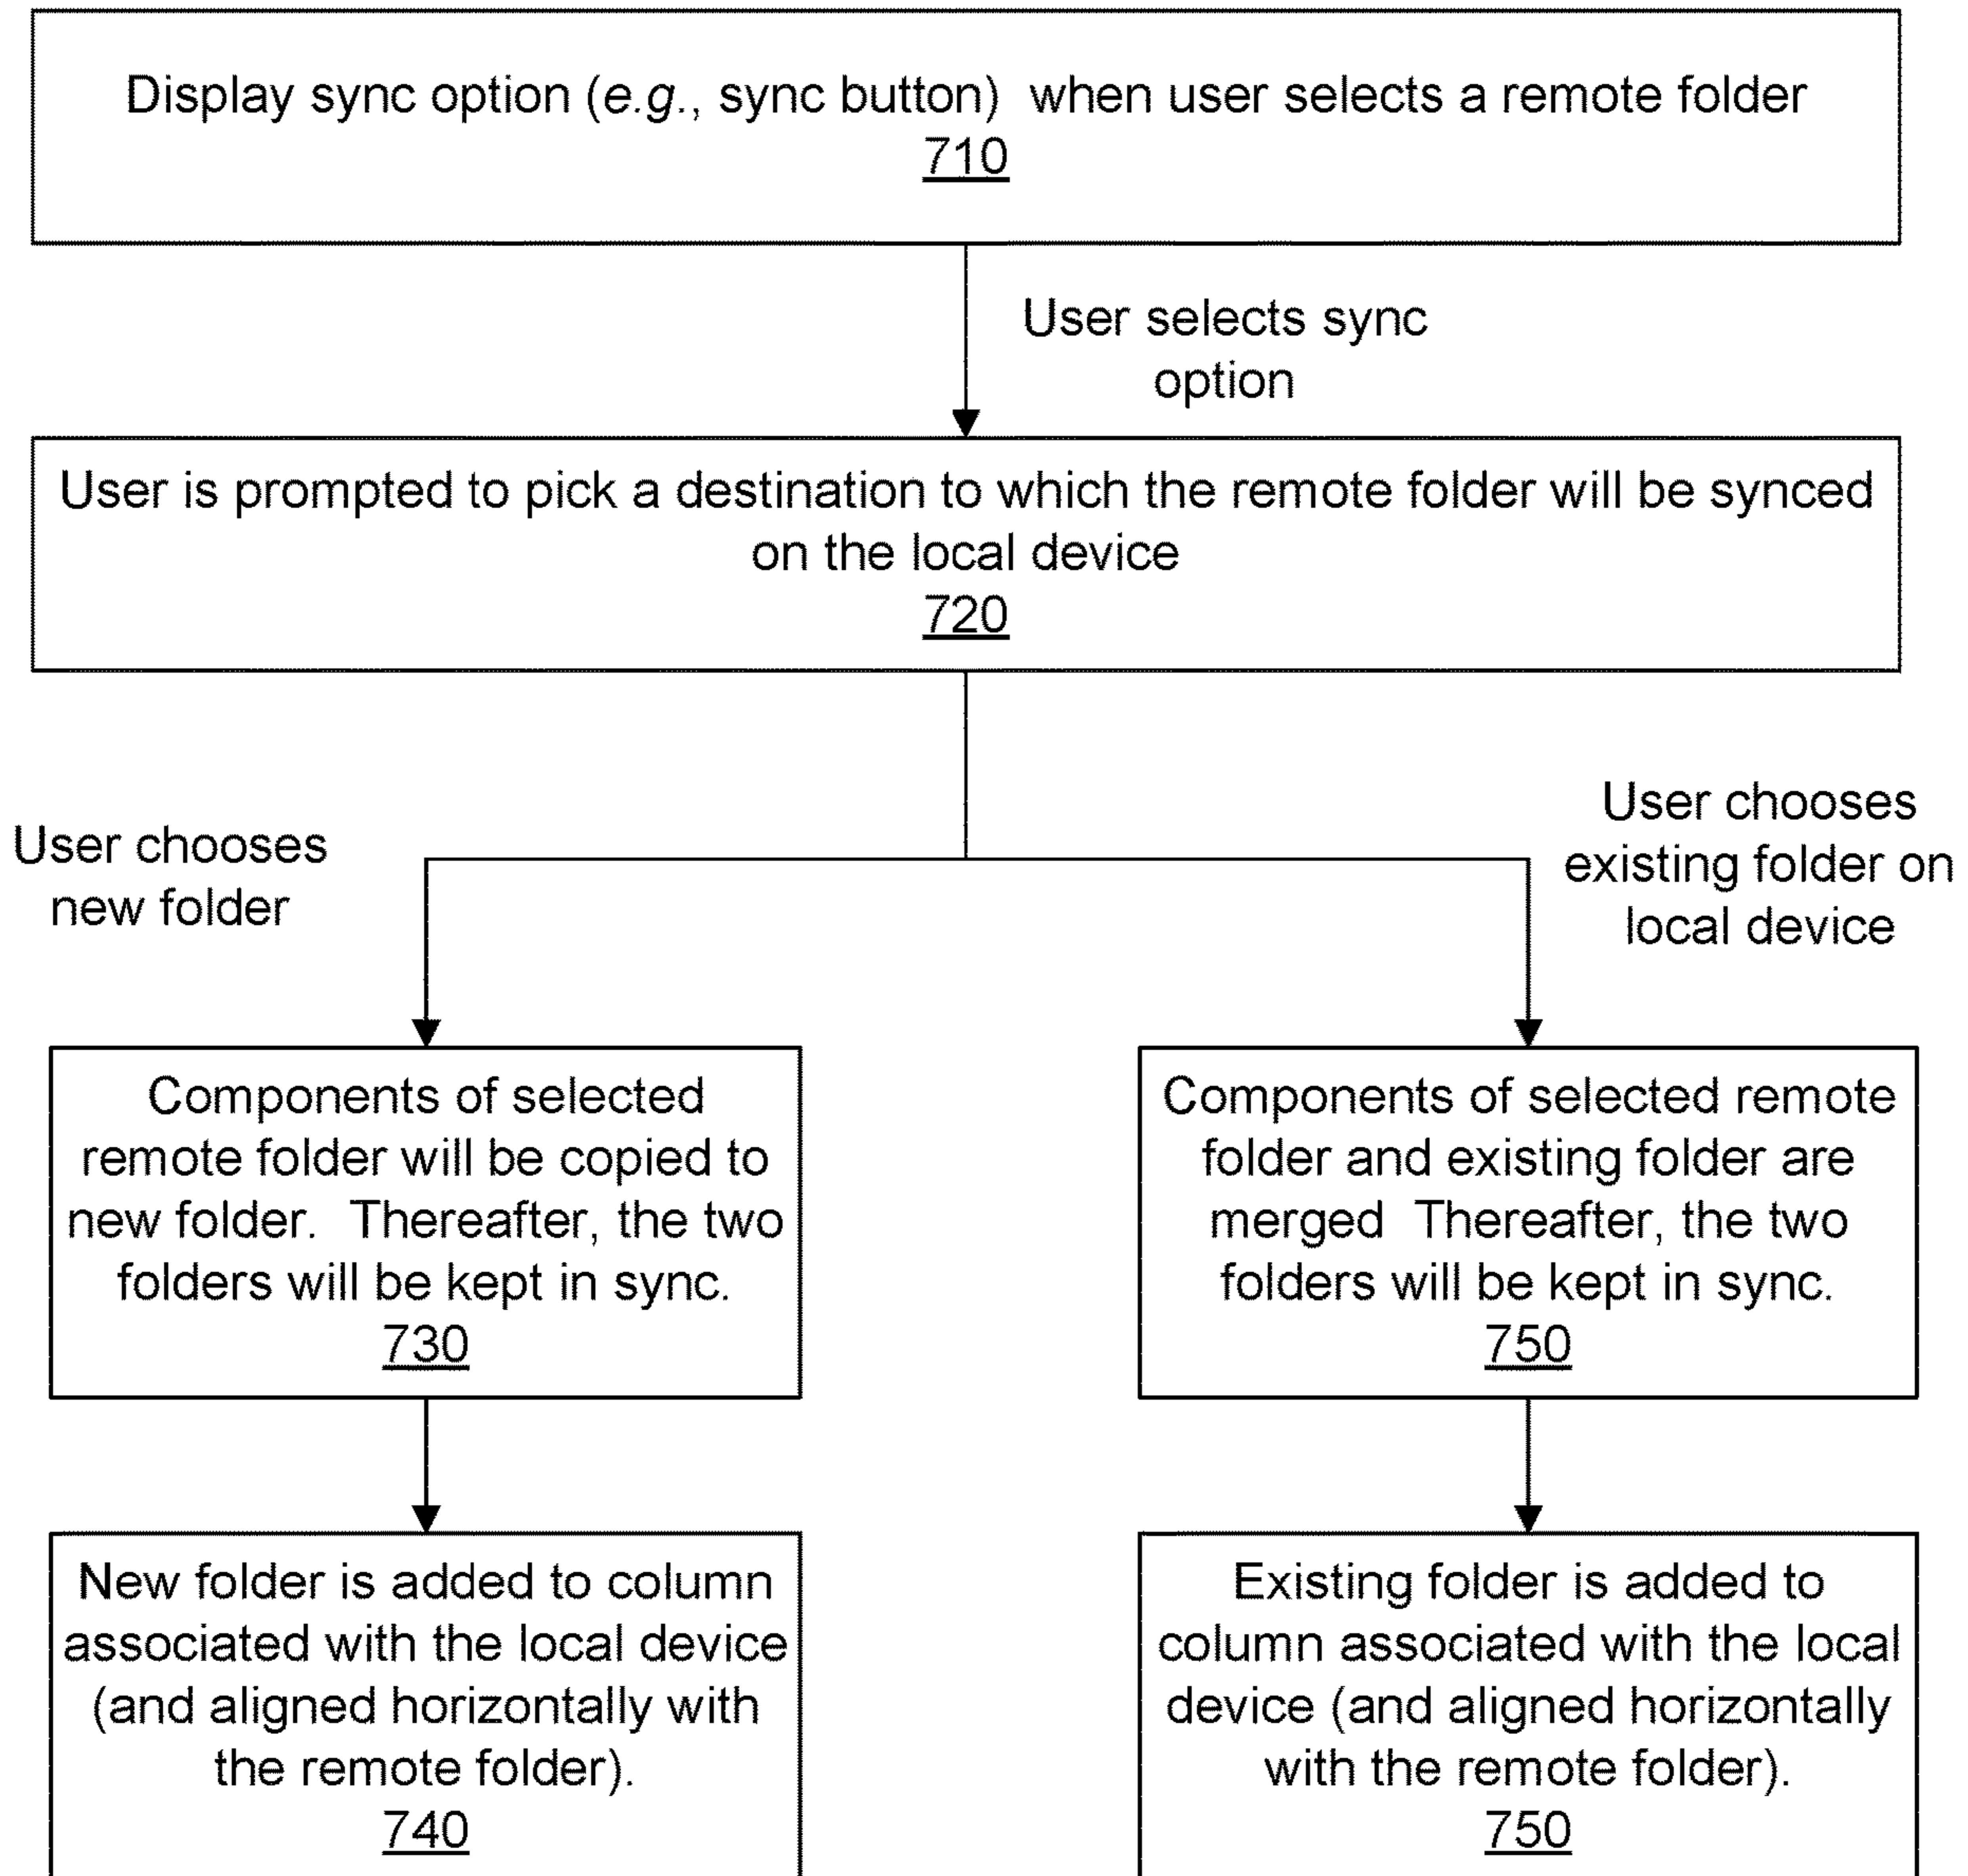 Display sync option (e.g., sync button)  when user selects a remote folder
710
User selects sync
option
User is prompted to pick a destination to which the remote folder will be synced
on the local device
720
User chooses
new folder
User chooses
existing folder on
local device
Components of selected
remote folder will be copied to
new folder.  Thereafter, the two
folders will be kept in sync.
730
Components of selected remote
folder and existing folder are
merged  Thereafter, the two
folders will be kept in sync.
750
New folder is added to column
associated with the local device
(and aligned horizontally with
the remote folder).
740
Existing folder is added to
column associated with the local
device (and aligned horizontally
with the remote folder).
750